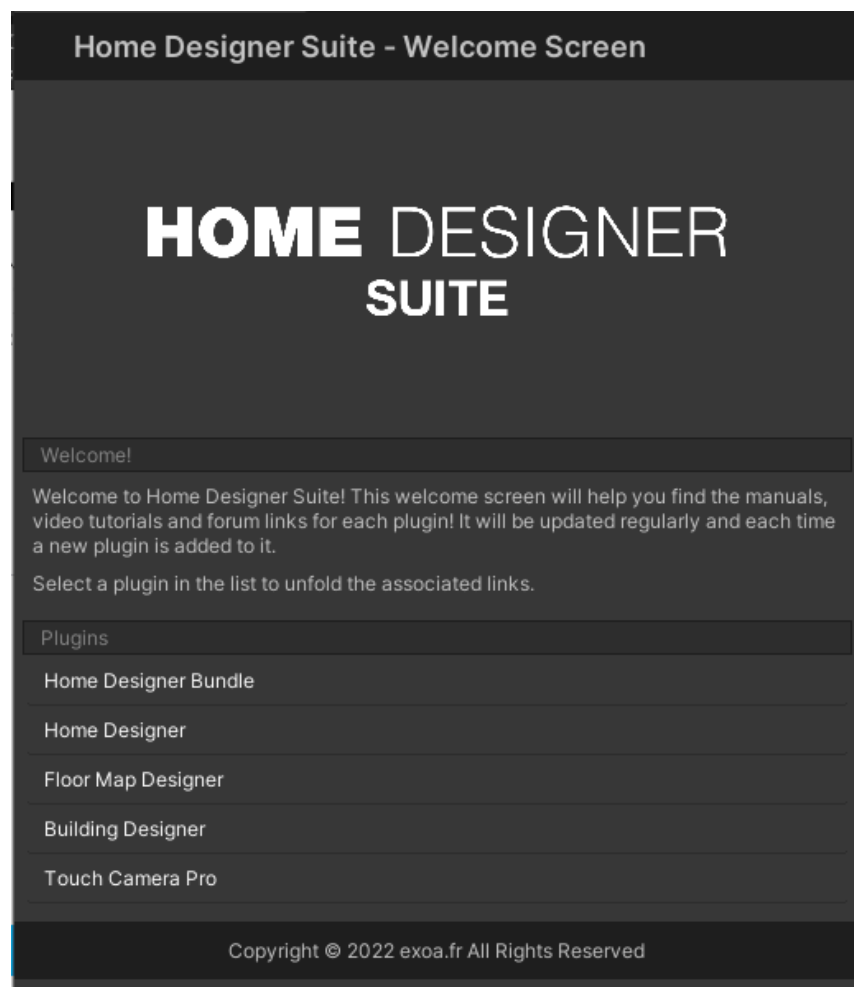 Home Designer Suite - Welcome Screen
HOME DESIGNER
SUITE
Welcome!
Welcome to Home Designer Suite! This welcome screen will help you find the manuals,
video tutorials and forum links for each plugin! It will be updated regularly and each time
a new plugin is added to it.
Select a plugin in the list to unfold the associated links.
Plugins
Home Designer Bundle
Home Designer
Floor Map Designer
Building Designer
Touch Camera Pro
Copyright © 2022 exoa.fr All Rights Reserved